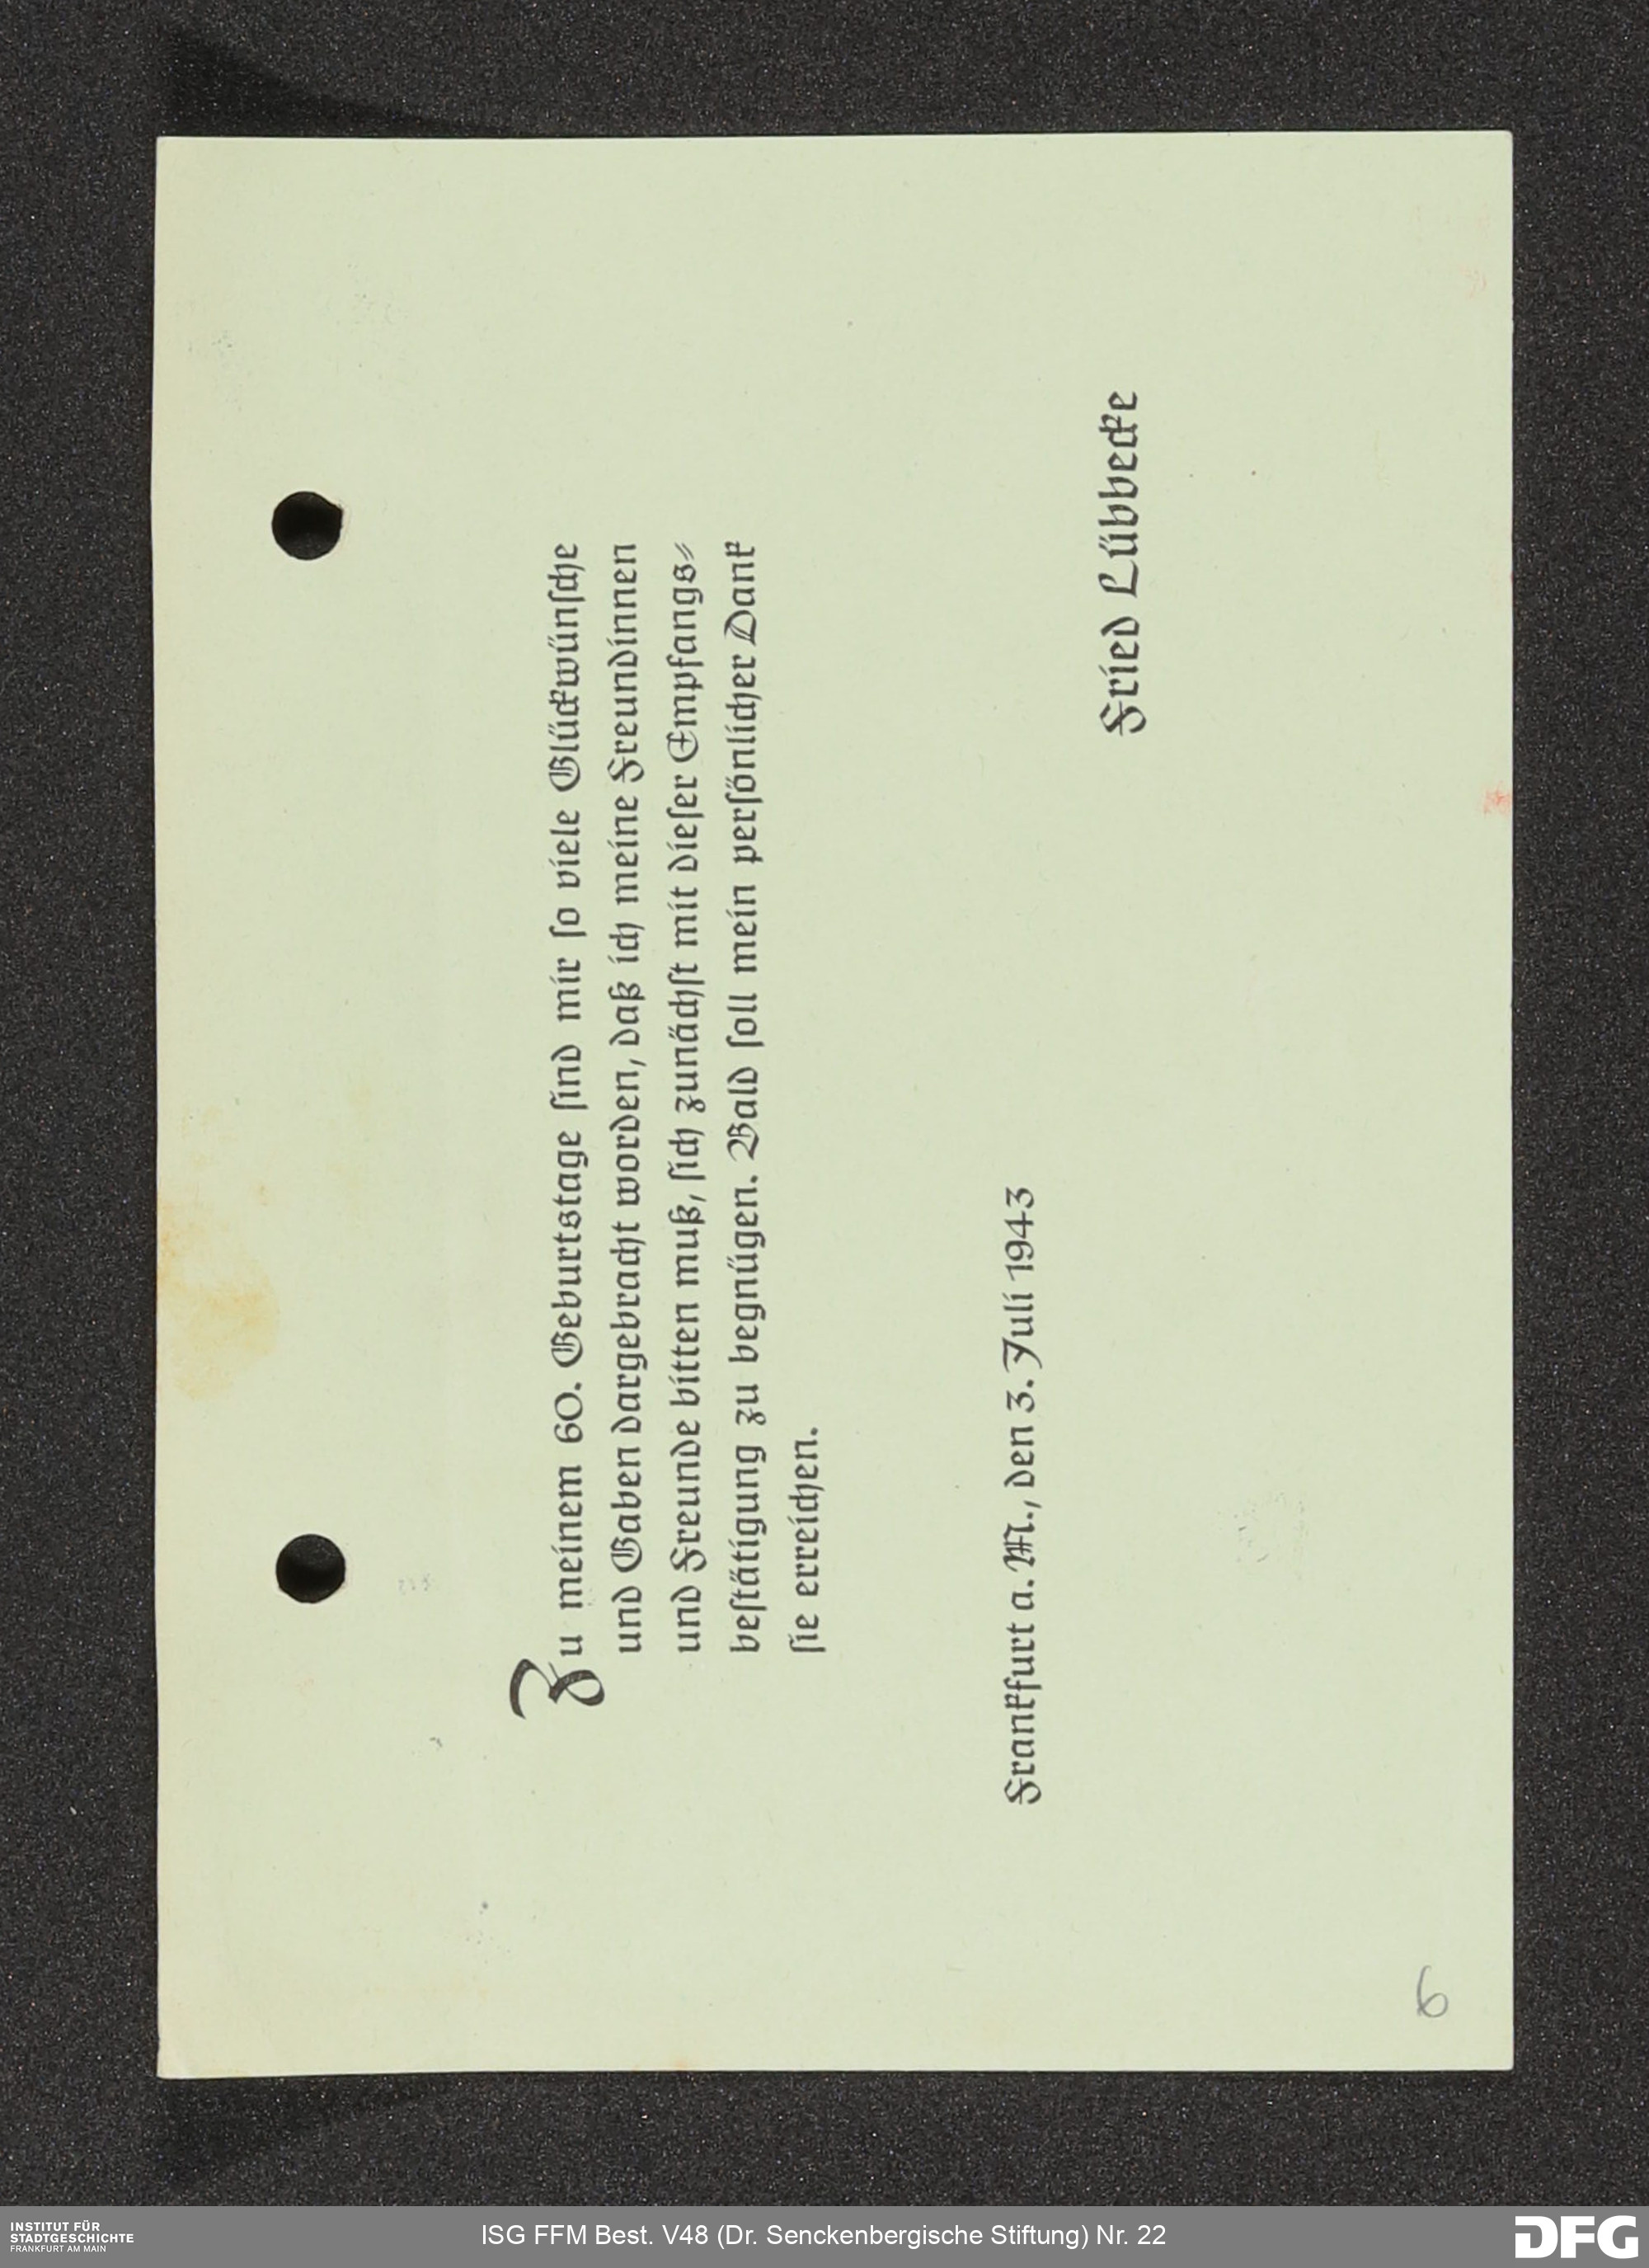 Zu meinem 60. Geburtstage sind mir so viele Glückwünsche
und Gaben dargebracht worden, daß ich meine Freundinnen
und Freunde bitten muß, sich zunächst mit dieser Empfangs-
bestätigung zu begnügen. Bald soll mein persönlicher Dank
sie erreichen.
Frankfurt a. M., den 3. Juli 1943
Fried Lübbecke
6
INSTITUT FÜR
STADTGESCHICHTE
FRANKFURT AM MAIN
ISG FFM Best. V48 (Dr. Senckenbergische Stiftung) Nr. 22
DFG